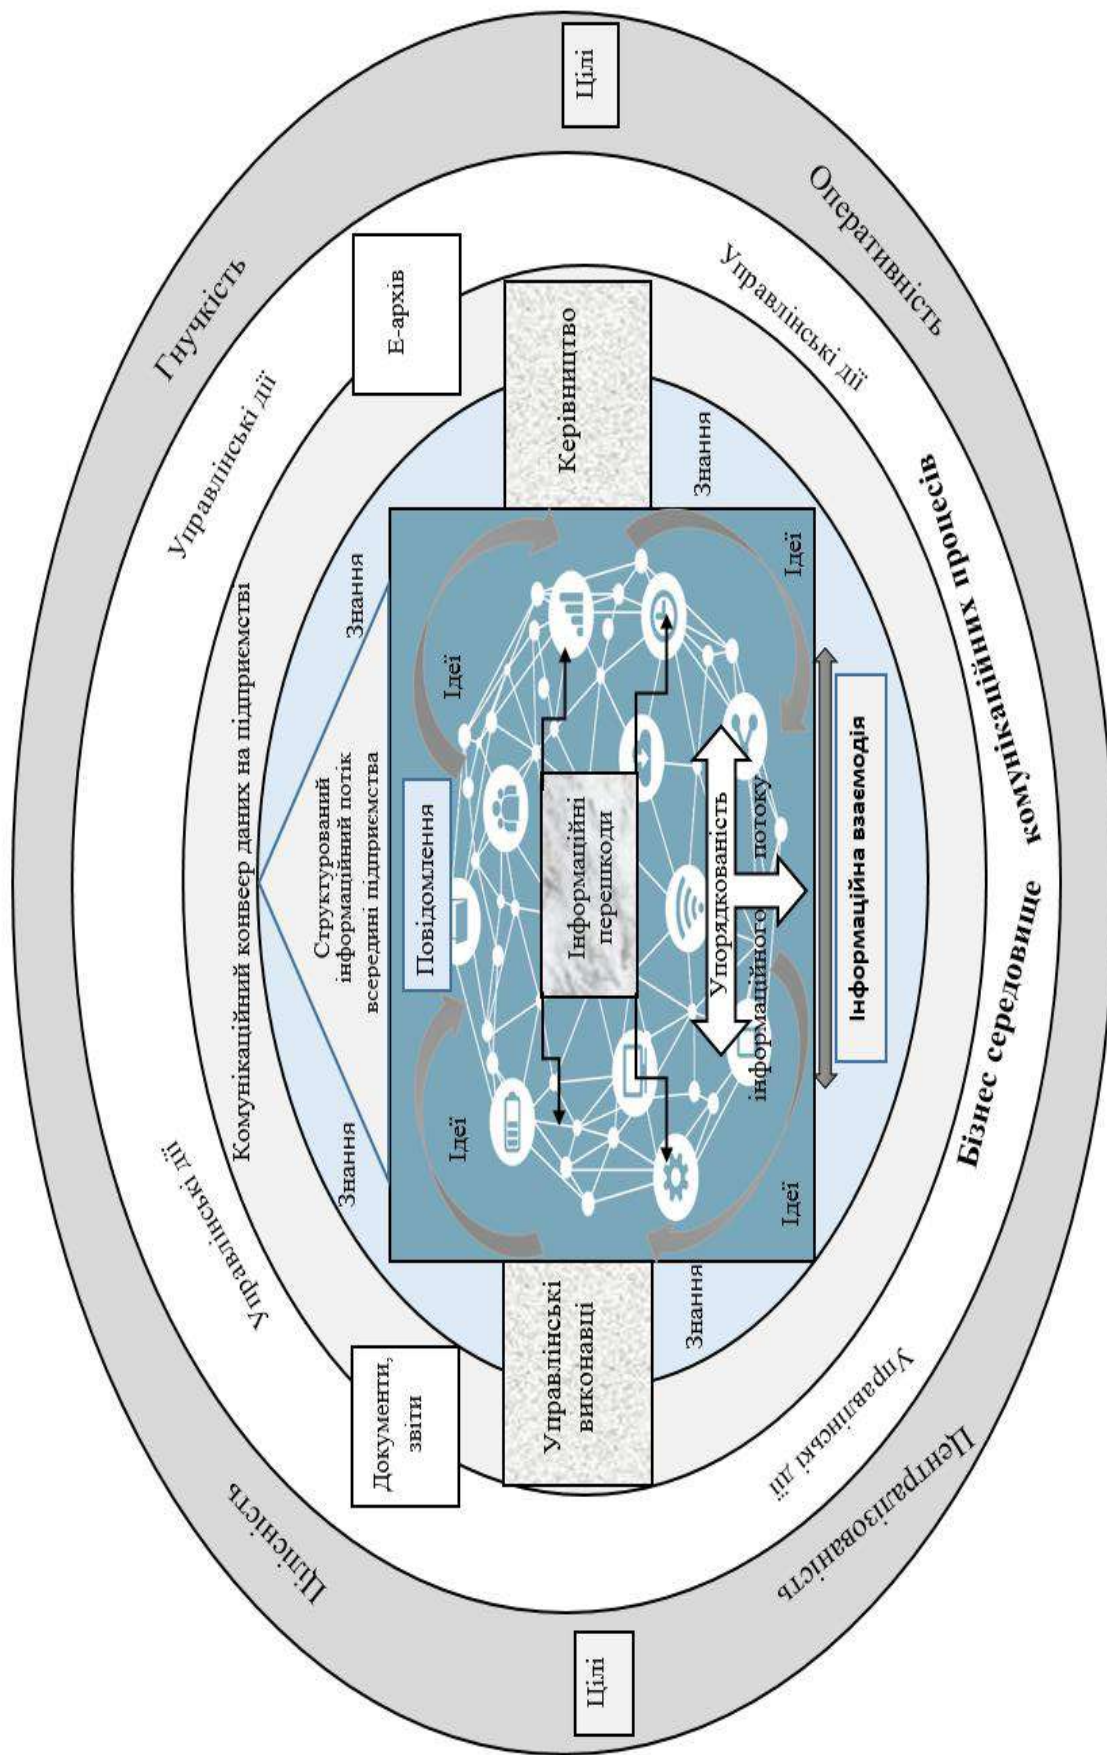 Цілісність
Гнучкість
Управлінські дії
Управлінські дії
Комунікаційний конвеєр даних на підприємстві
Документи,
звіти
Е-архів
Знання
Знання
Структурований
інформаційний потік
всередині підприємства
Повідомлення
Ідеї
Ідеї
Цілі
Управлінські
виконавці
Інформаційні
перешкоди
Керівництво
Цілі
Упорядкованість
інформаційного потоку
Знання
Знання
Ідеї
Ідеї
Інформаційна взаємодія
Управлінські дії
Управлінські дії
Бізнес середовище комунікаційних процесів
Централізованість
Оперативність